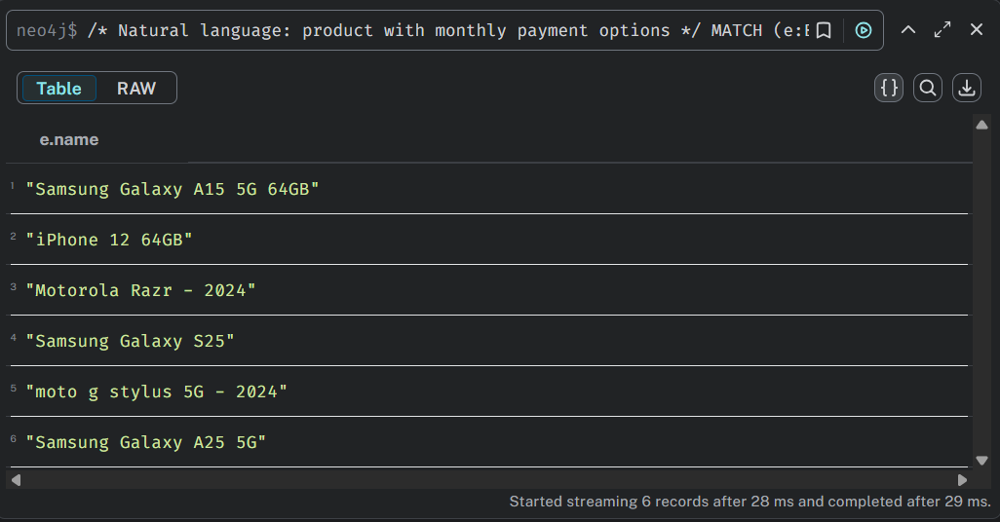 neo4j$ /* Natural language: product with monthly payment options */ MATCH (e:E
Table RAW
{}
e.name
1 "Samsung Galaxy A15 5G 64GB"
2 "iPhone 12 64GB"
3 "Motorola Razr - 2024"
4 "Samsung Galaxy S25"
5 "moto g stylus 5G - 2024"
6 "Samsung Galaxy A25 5G"
Started streaming 6 records after 28 ms and completed after 29 ms.